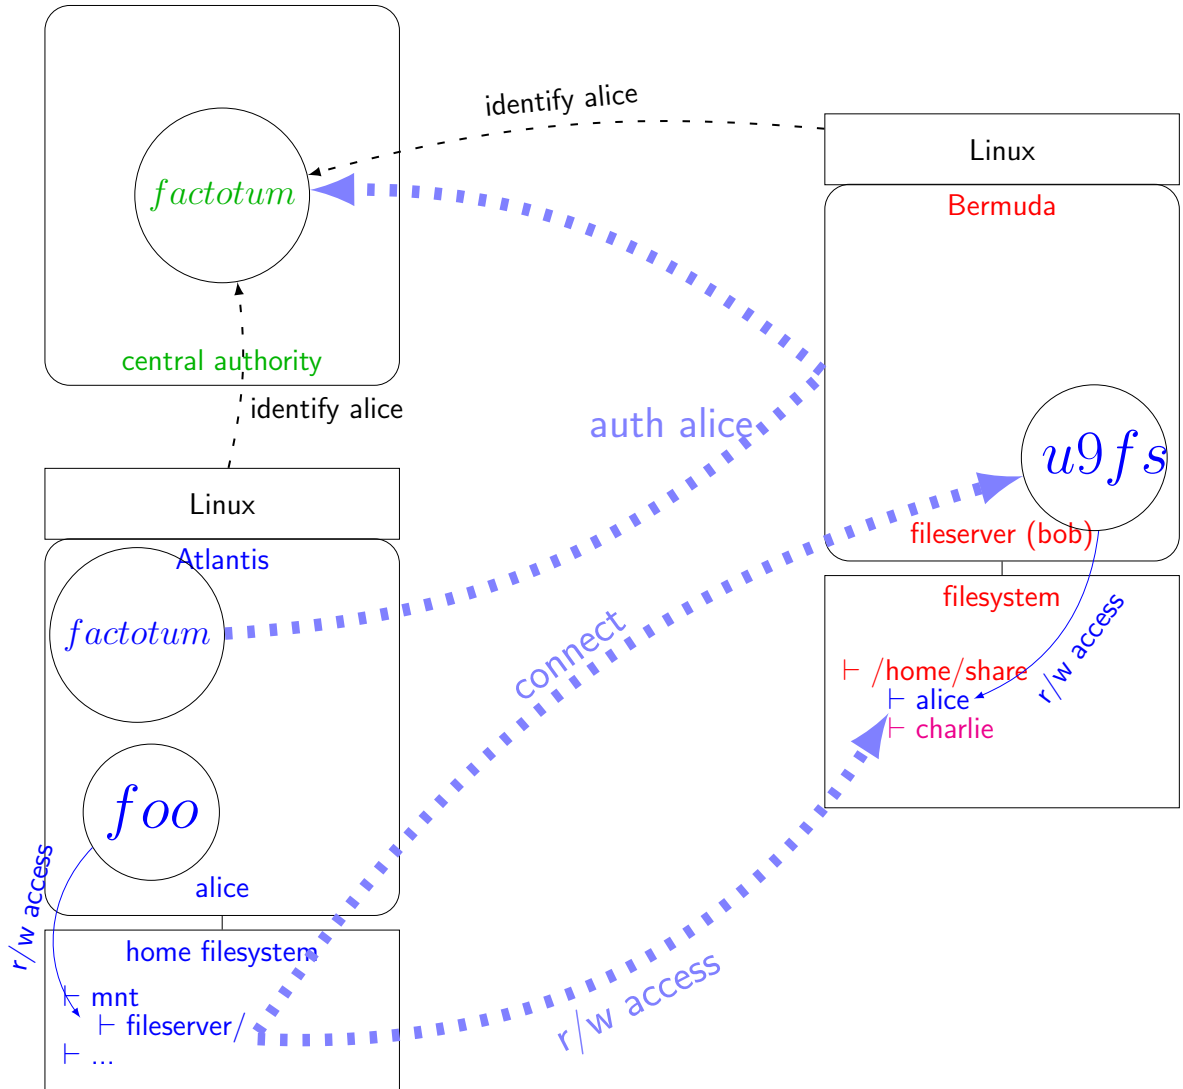 identify alice
factotum
central authority
identify alice
Linux
Bermuda
auth alice
u9fs
fileserver (bob)
Linux
Atlantis
factotum
filesystem
connect
r/w access
⊢ /home/share
⊢ alice
⊢ charlie
foo
alice
r/w access
home filesystem
⊢ mnt
⊢ fileserver/
⊢ ...
r/w access